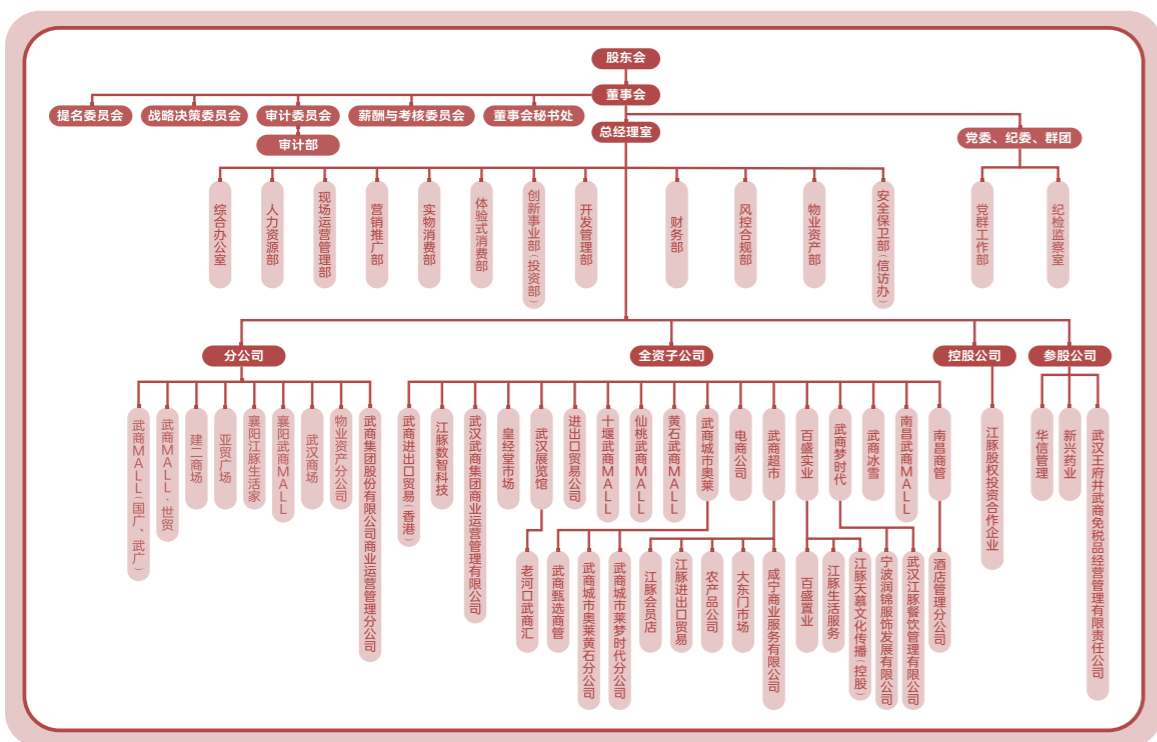 股东会
董事会
提名委员会
战略决策委员会
审计委员会
薪酬与考核委员会
董事会秘书处
总经理室
党委、纪委、群团
审计部
综合办公室
人力资源部
现场运营管理部
营销推广部
实物消费部
体验式消费部
创新事业部（投资部）
开发管理部
财务部
风控合规部
物业资产部
安全保卫部（信访办）
党群工作部
纪检监察室
分公司
全资子公司
控股公司
参股公司
武商MALL（国广、武广）
武商MALL·世贸
建二商场
亚贸广场
襄阳江豚生活家
襄阳武商MALL
武汉商场
物业资产分公司
武商集团股份有限公司商业运营管理分公司
武商进出口贸易（香港）
江豚数智科技
武汉武商集团商业运营管理有限公司
皇经堂市场
武汉展览馆
进出口贸易公司
十堰武商MALL
仙桃武商MALL
黄石武商MALL
武商城市奥莱
电商公司
武商超市
百盛实业
武商梦时代
武商冰雪
南昌武商MALL
南昌商管
江豚股权投资合作企业
华信管理
新兴药业
武汉王府井武商免税品经营管理有限责任公司
老河口武商汇
武商甄选商管
武商城市奥莱黄石分公司
武商城市莱梦时代分公司
江豚会员店
江豚进出口贸易
农产品公司
大东门市场
咸宁商业服务有限公司
百盛置业
江豚生活服务
江豚天慕文化传播（控股）
宁波润锦服饰发展有限公司
武汉江豚餐饮管理有限公司
酒店管理分公司